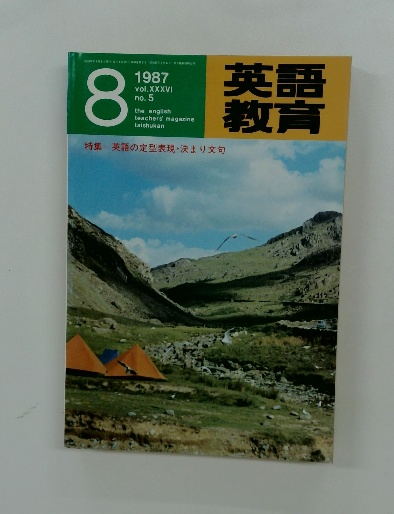 8
1987
vol.XXXVI
no.5
the english
teachers' magazine
taishukan
英語
教育
特集—英語の定型表現・決まり文句